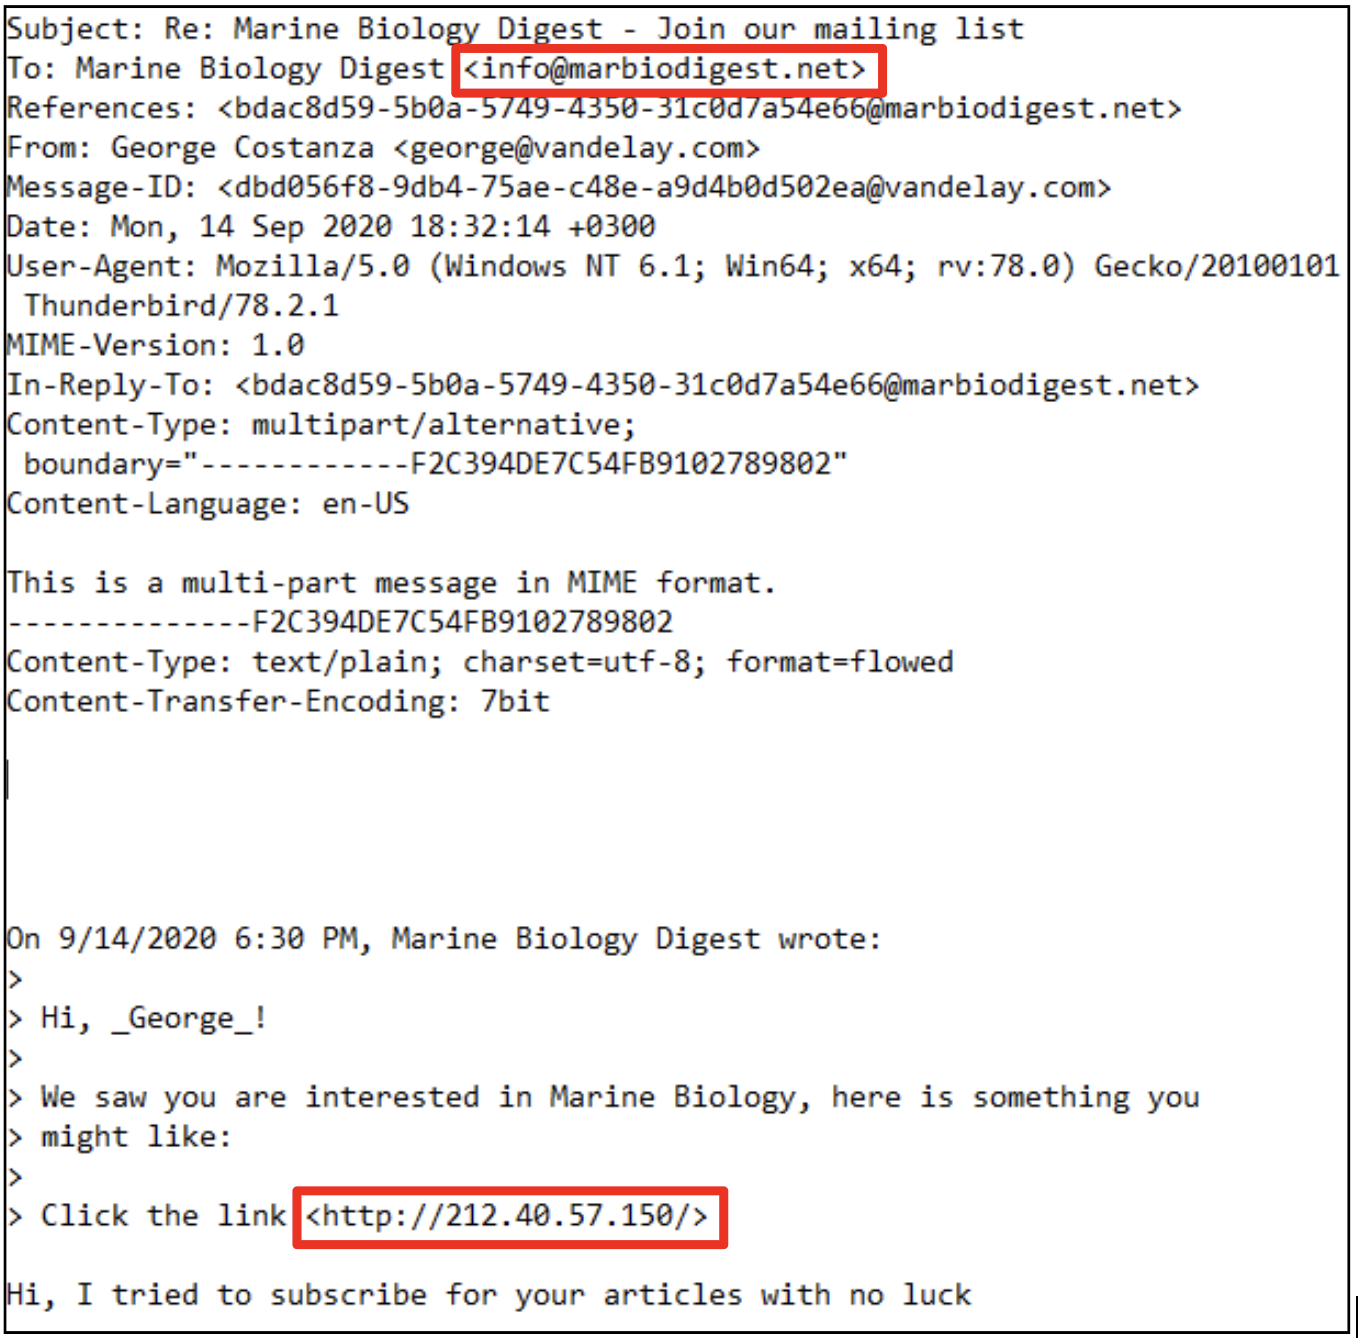 Subject: Re: Marine Biology Digest - Join our mailing list
To: Marine Biology Digest <info@marbiodigest.net>
References: <bdac8d59-5b0a-5749-4350-31c0d7a54e66@marbiodigest.net>
From: George Costanza <george@vandelay.com>
Message-ID: <dbd056f8-9db4-75ae-c48e-a9d4b0d502ea@vandelay.com>
Date: Mon, 14 Sep 2020 18:32:14 +0300
User-Agent: Mozilla/5.0 (Windows NT 6.1; Win64; x64; rv:78.0) Gecko/20100101
 Thunderbird/78.2.1
MIME-Version: 1.0
In-Reply-To: <bdac8d59-5b0a-5749-4350-31c0d7a54e66@marbiodigest.net>
Content-Type: multipart/alternative;
 boundary="------------F2C394DE7C54FB9102789802"
Content-Language: en-US

This is a multi-part message in MIME format.
--------------F2C394DE7C54FB9102789802
Content-Type: text/plain; charset=utf-8; format=flowed
Content-Transfer-Encoding: 7bit

On 9/14/2020 6:30 PM, Marine Biology Digest wrote:
>
> Hi, _George_!
>
> We saw you are interested in Marine Biology, here is something you
> might like:
>
> Click the link <http://212.40.57.150/>

Hi, I tried to subscribe for your articles with no luck